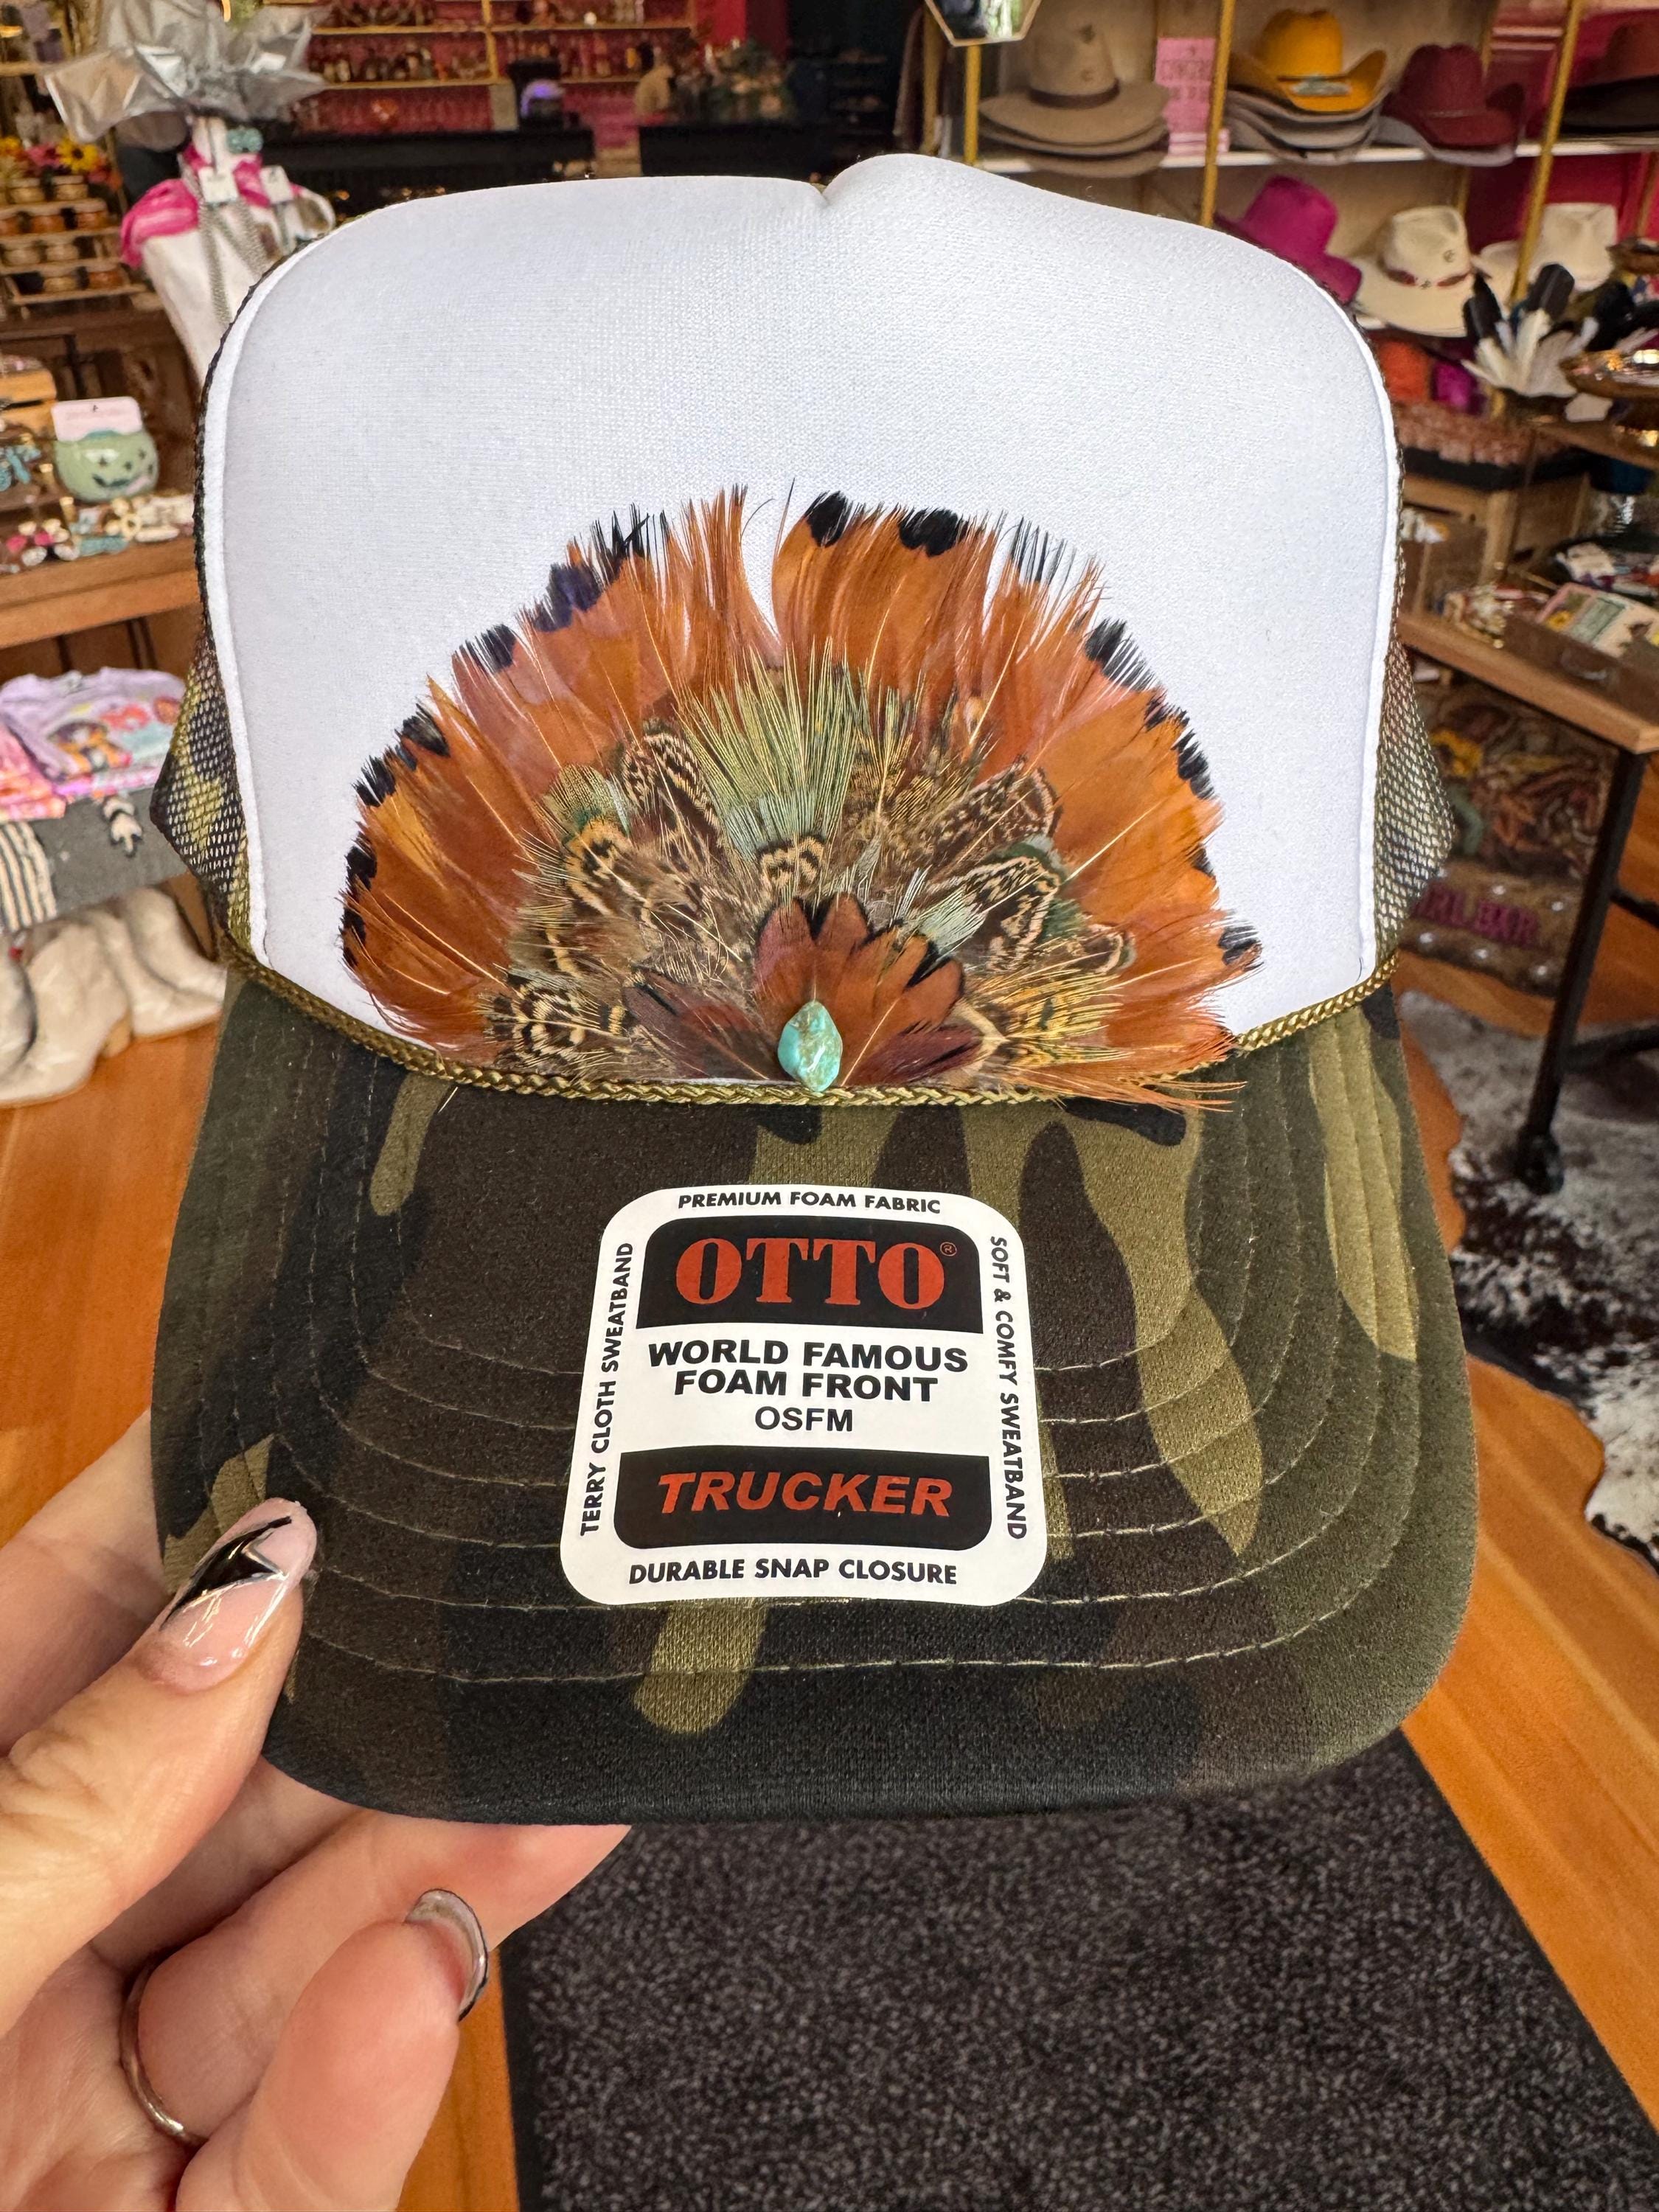 PREMIUM FOAM FABRIC
OTTO®
WORLD FAMOUS
FOAM FRONT
OSFM
TRUCKER
DURABLE SNAP CLOSURE
TERRY CLOTH SWEATBAND
SOFT & COMFY SWEATBAND